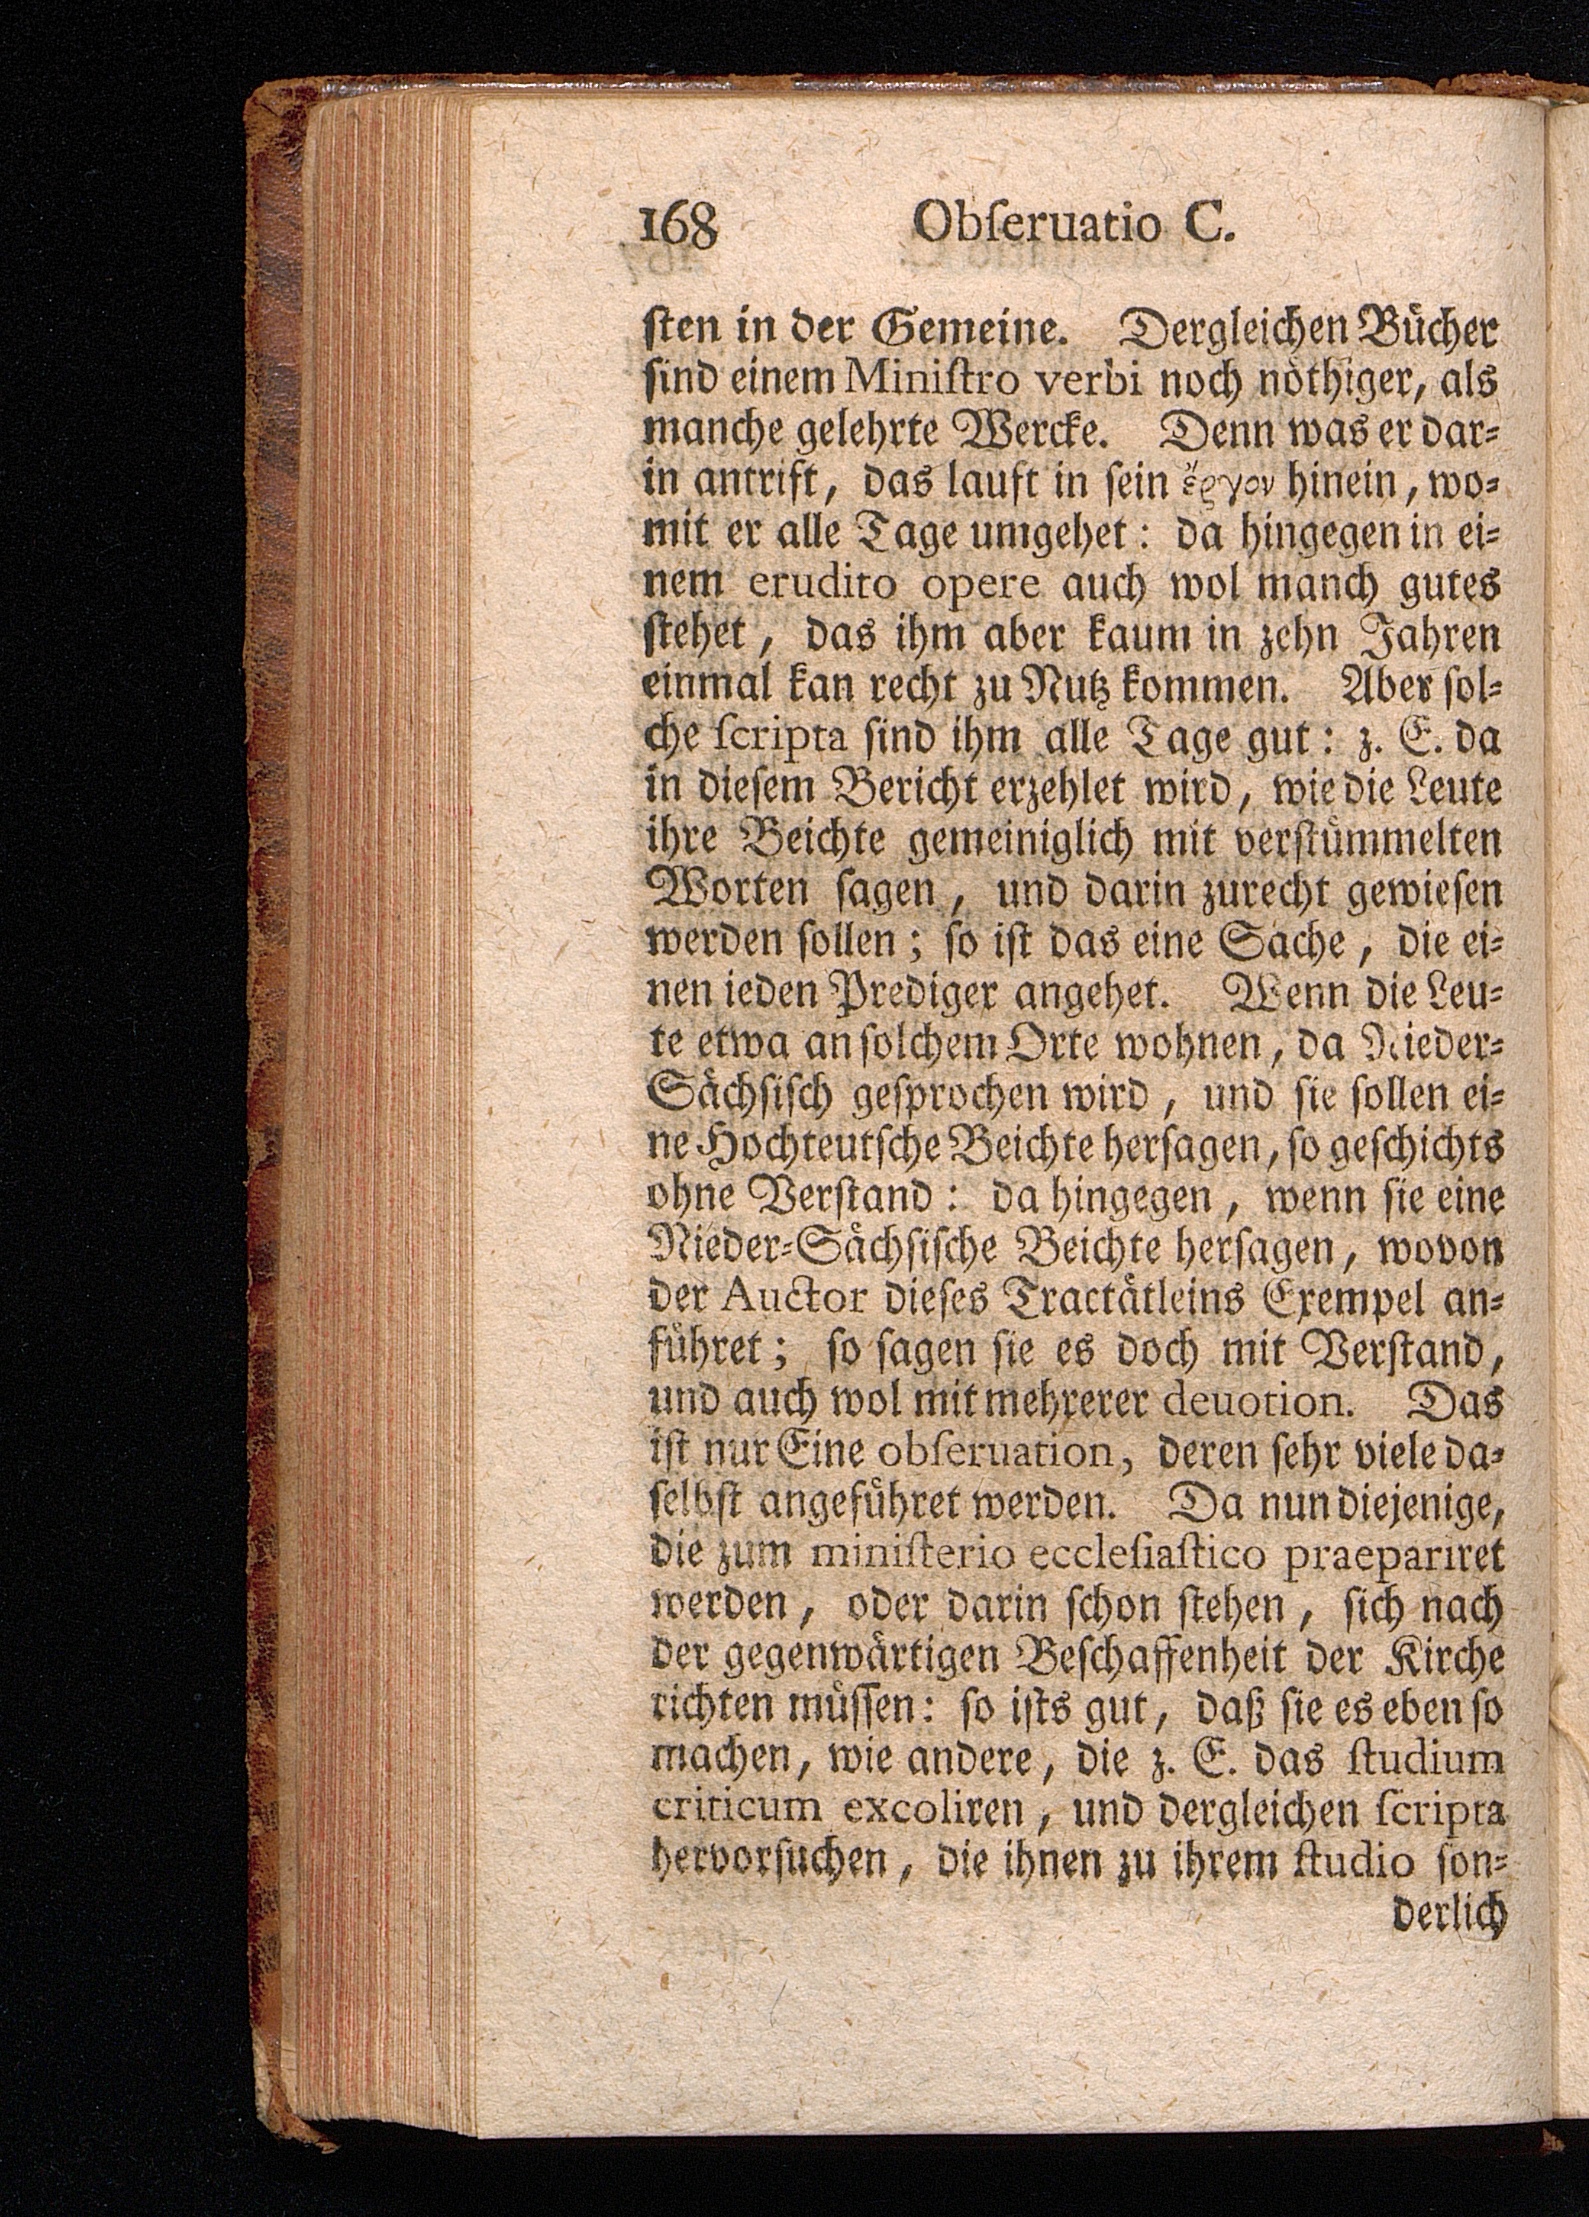 168 Obſeruatio C.
ſten in der Gemeine. Dergleichen Bücher
ſind einem Miniſtro verbi noch nöthiger, als
manche gelehrte Wercke. Denn was er dar⸗
in antrift, das lauft in ſein ἔργον hinein, wo⸗
mit er alle Tage umgehet: da hingegen in ei⸗
nem erudito opere auch wol manch gutes
ſtehet, das ihm aber kaum in zehn Jahren
einmal kan recht zu Nutz kommen. Aber ſol⸗
che ſcripta ſind ihm alle Tage gut: z. E. da
in dieſem Bericht erzehlet wird, wie die Leute
ihre Beichte gemeiniglich mit verſtümmelten
Worten ſagen, und darin zurecht gewieſen
werden ſollen; ſo iſt das eine Sache, die ei⸗
nen ieden Prediger angehet. Wenn die Leu⸗
te etwa an ſolchem Orte wohnen, da Nieder⸗
Sächſiſch geſprochen wird, und ſie ſollen ei⸗
ne Hochteutſche Beichte herſagen, ſo geſchichts
ohne Verſtand: da hingegen, wenn ſie eine
Nieder⸗Sächſiſche Beichte herſagen, wovon
der Auctor dieſes Tractätleins Exempel an⸗
führet; ſo ſagen ſie es doch mit Verſtand,
und auch wol mit mehrerer deuotion. Das
iſt nur Eine obſeruation, deren ſehr viele da⸗
ſelbſt angeführet werden. Da nun diejenige,
die zum miniſterio eccleſiaſtico praepariret
werden, oder darin ſchon ſtehen, ſich nach
der gegenwärtigen Beſchaffenheit der Kirche
richten müſſen: ſo iſts gut, daß ſie es eben ſo
machen, wie andere, die z. E. das ſtudium
criticum excoliren, und dergleichen ſcripta
hervorſuchen, die ihnen zu ihrem ſtudio ſon⸗
derlich